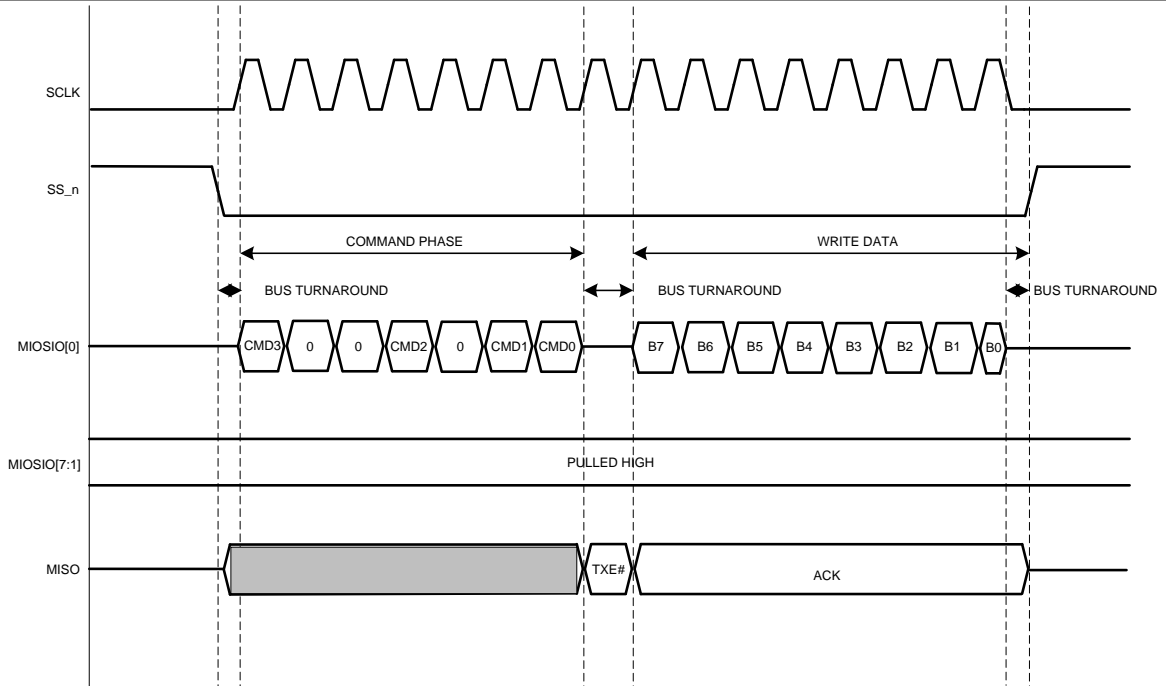 SCLK
SS_n
COMMAND PHASE WRITE DATA
BUS TURNAROUND BUS TURNAROUND BUS TURNAROUND
MIOSIO[0] CMD3 0 0 CMD2 0 CMD1 CMD0 B7 B6 B5 B4 B3 B2 B1 B0
MIOSIO[7:1] PULLED HIGH
MISO TXE# ACK